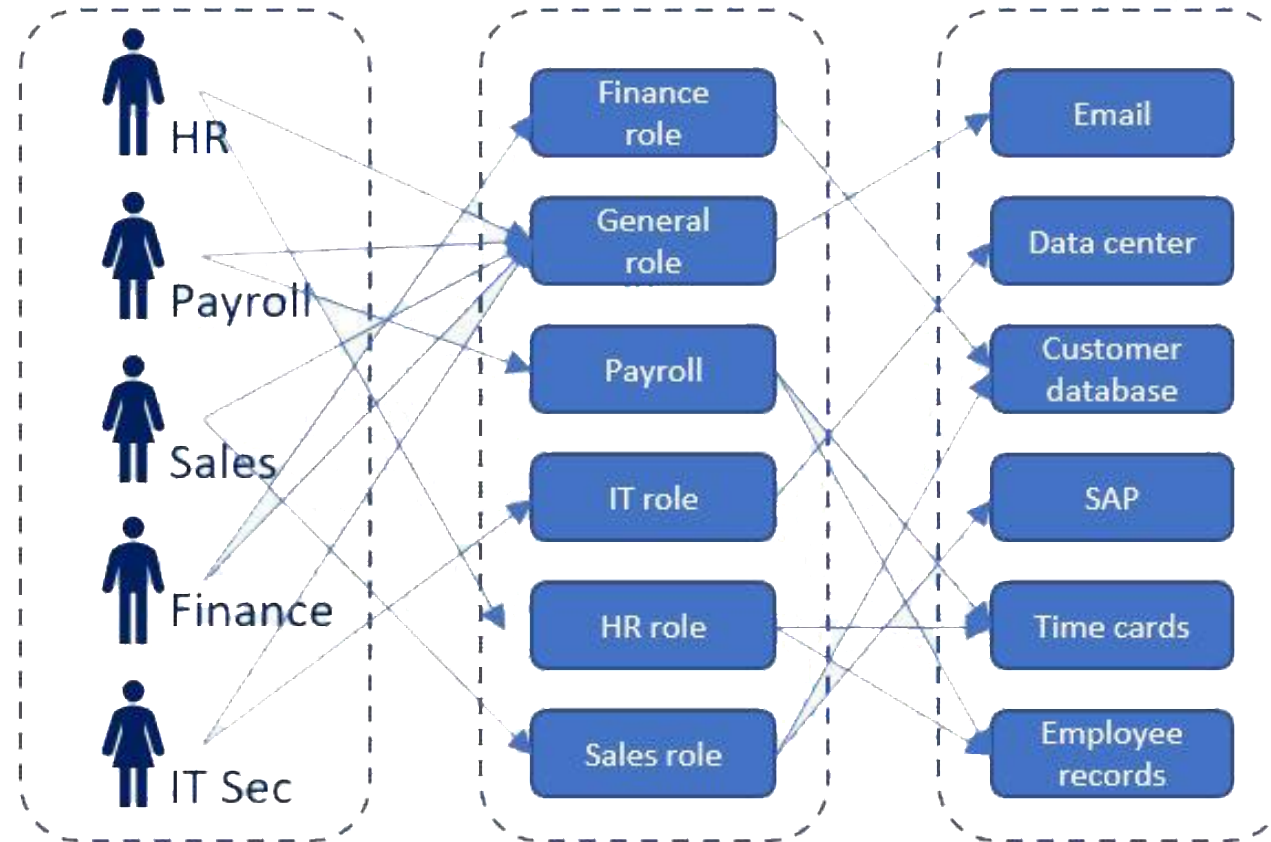 HR
Payroll
Sales
Finance
IT Sec
Finance
role
General
role
Payroll
IT role
HR role
Sales role
Email
Data center
Customer
database
SAP
Time cards
Employee
records